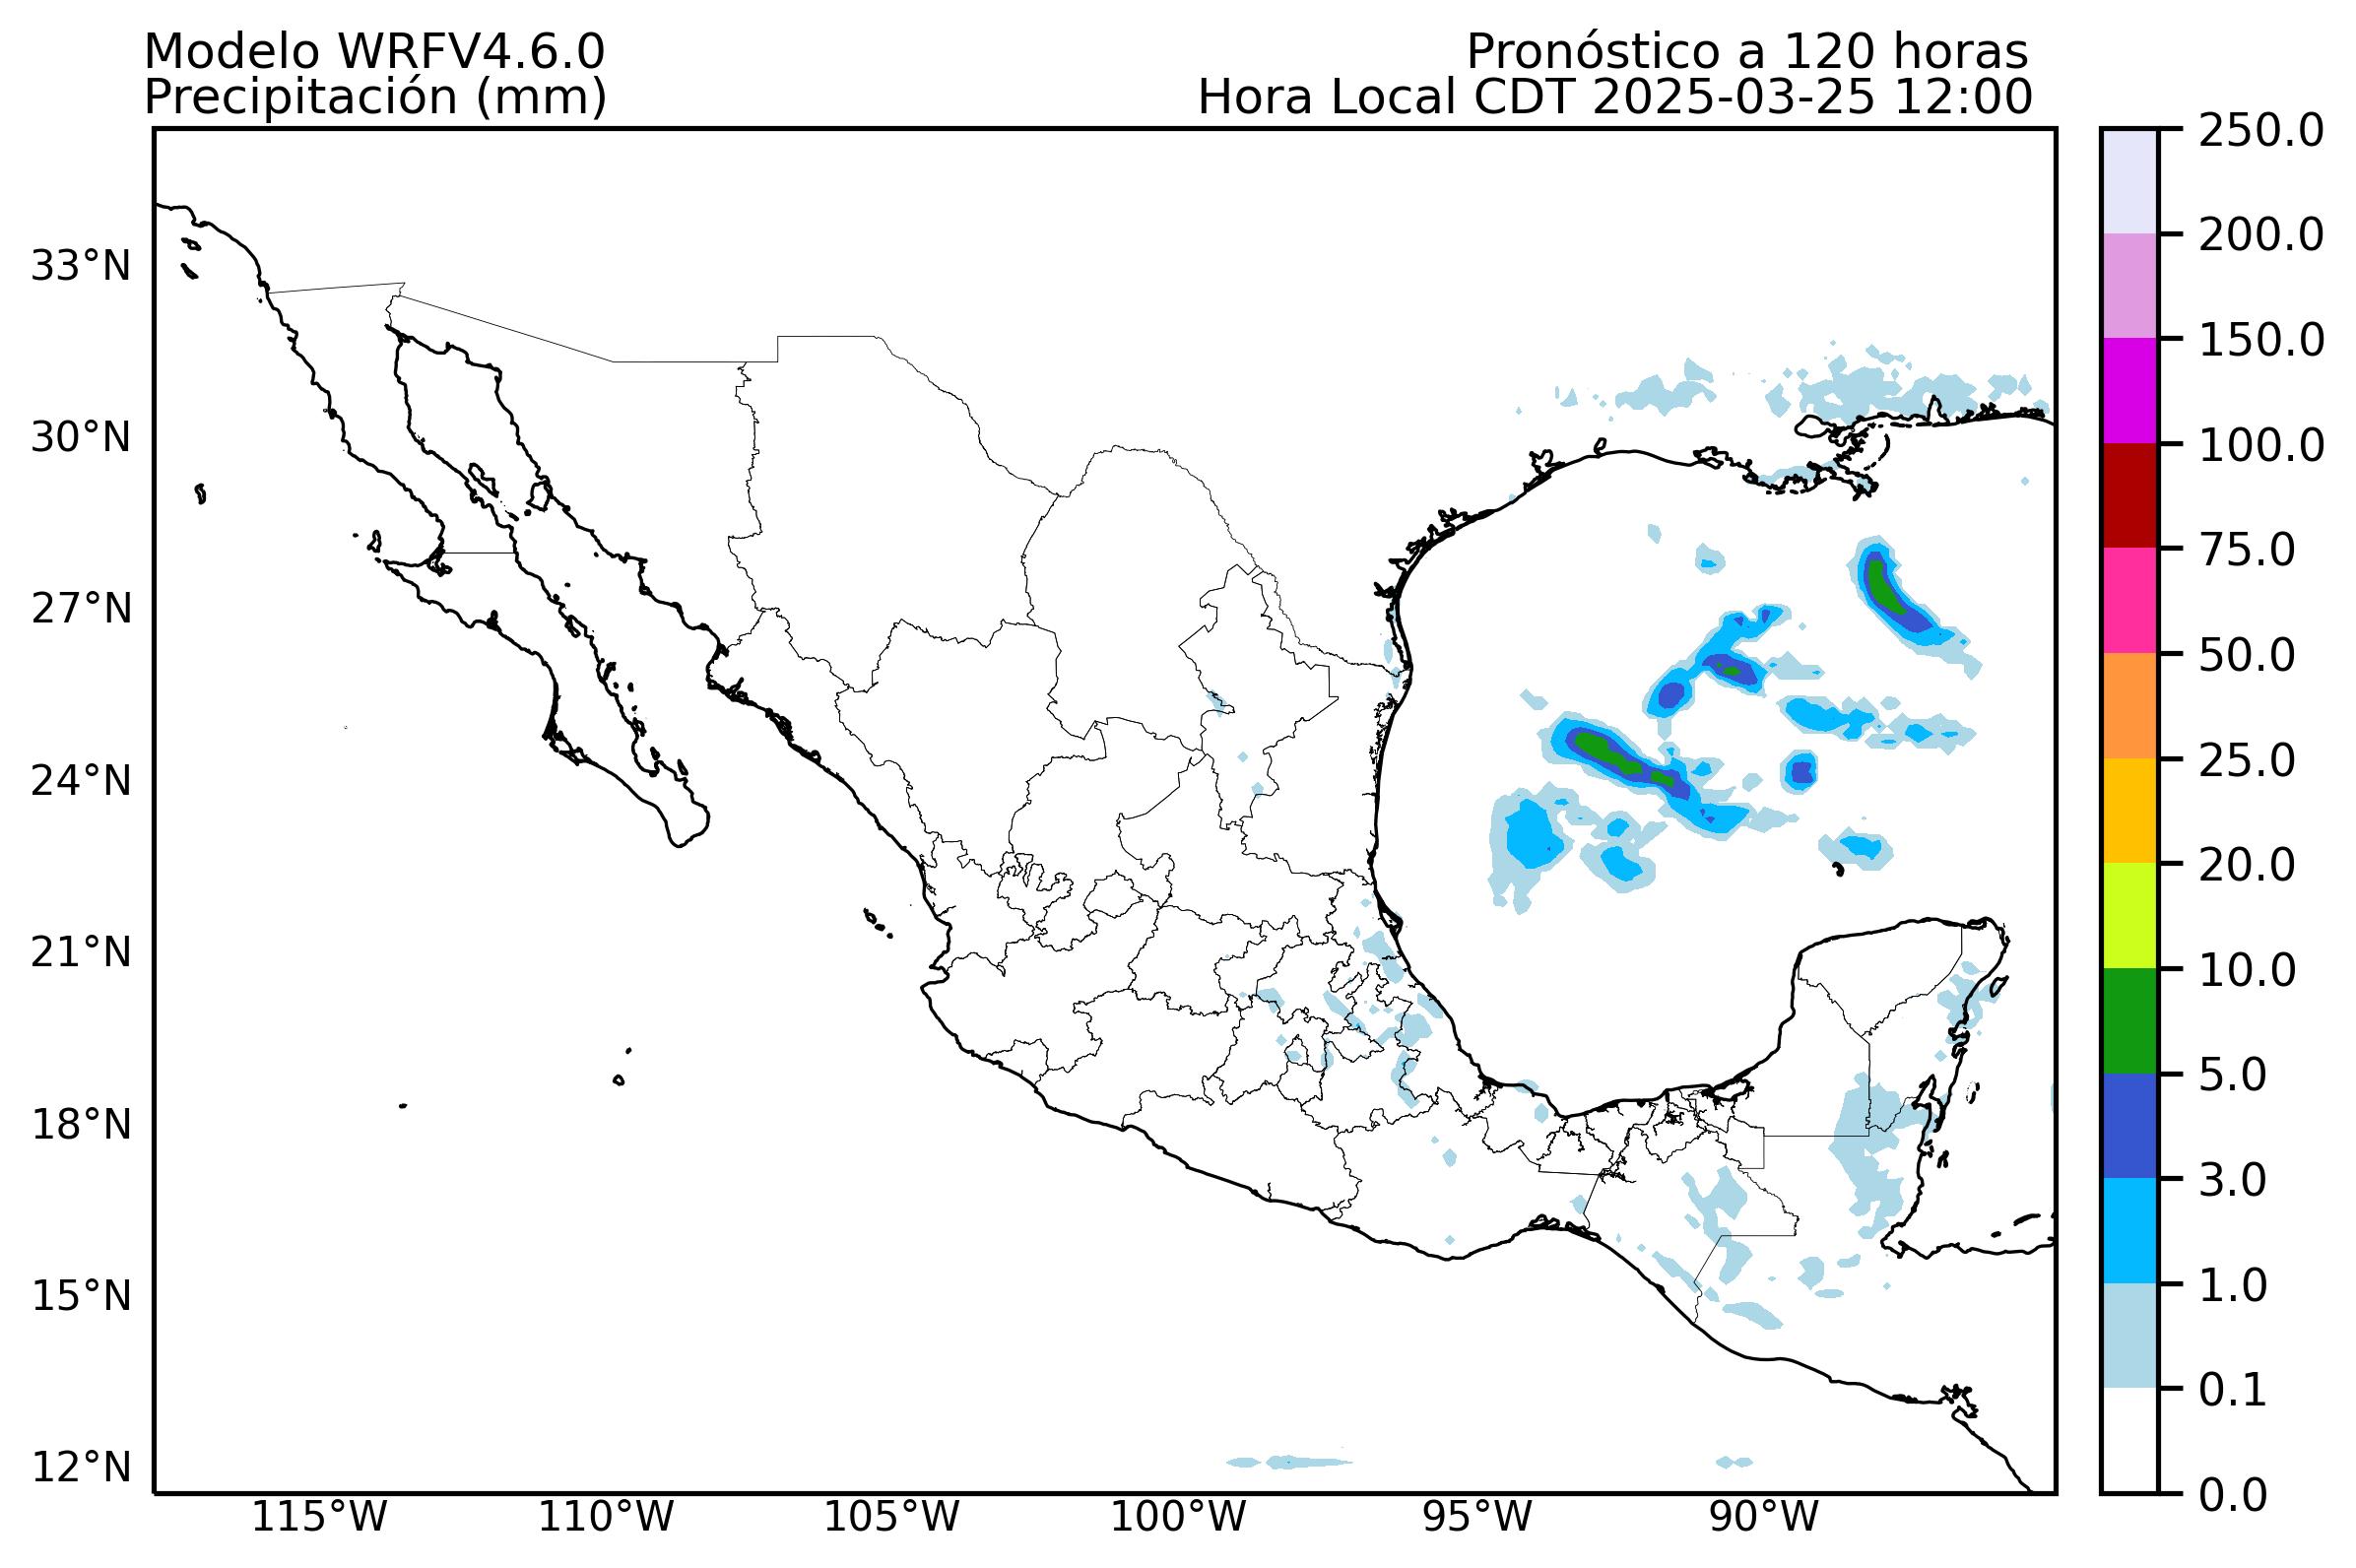 Modelo WRFV4.6.0
Pronóstico a 120 horas
Precipitación (mm)
Hora Local CDT 2025-03-25 12:00
33°N
30°N
27°N
24°N
21°N
18°N
15°N
12°N
115°W
110°W
105°W
100°W
95°W
90°W
250.0
200.0
150.0
100.0
75.0
50.0
25.0
20.0
10.0
5.0
3.0
1.0
0.1
0.0